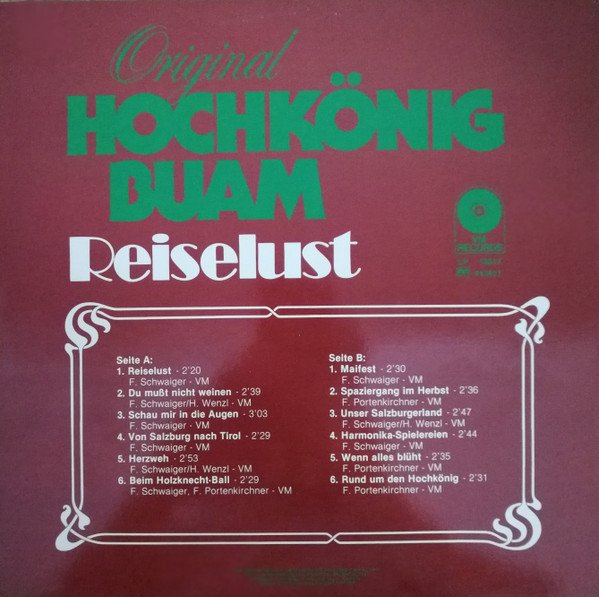 Original
HOCHKÖNIG
BUAM
Reiselust
RECORDS
LP
Seite A:
1. Reiselust - 2'20
F. Schwaiger - VM
2. Du mußt nicht weinen - 2'39
F. Schwaiger/H. Wenzl - VM
3. Schau mir in die Augen - 3'03
F. Schwaiger - VM
4. Von Salzburg nach Tirol - 2'29
F. Schwaiger - VM
5. Herzweh - 2'53
F. Schwaiger/H. Wenzl - VM
6. Beim Holzknecht-Ball - 2'29
F. Schwaiger, F. Portenkirchner - VM
Seite B:
1. Maifest - 2'30
F. Schwaiger - VM
2. Spaziergang im Herbst - 2'36
F. Portenkirchner - VM
3. Unser Salzburgerland - 2'47
F. Schwaiger/H. Wenzl - VM
4. Harmonika-Spielereien - 2'44
F. Schwaiger - VM
5. Wenn alles blüht - 2'35
F. Portenkirchner - VM
6. Rund um den Hochkönig - 2'31
F. Portenkirchner - VM